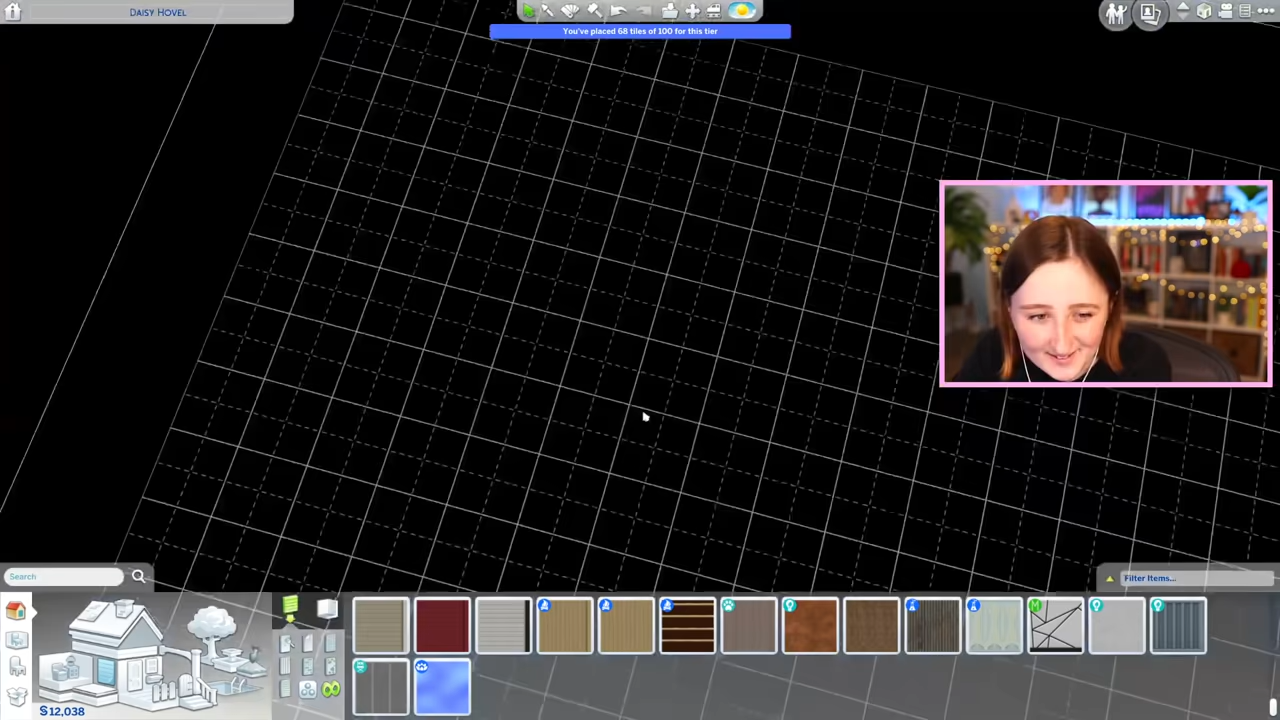 DAISY HOVEL
You've placed 68 tiles of 100 for this tier
Search
Filter Items...
§12,038